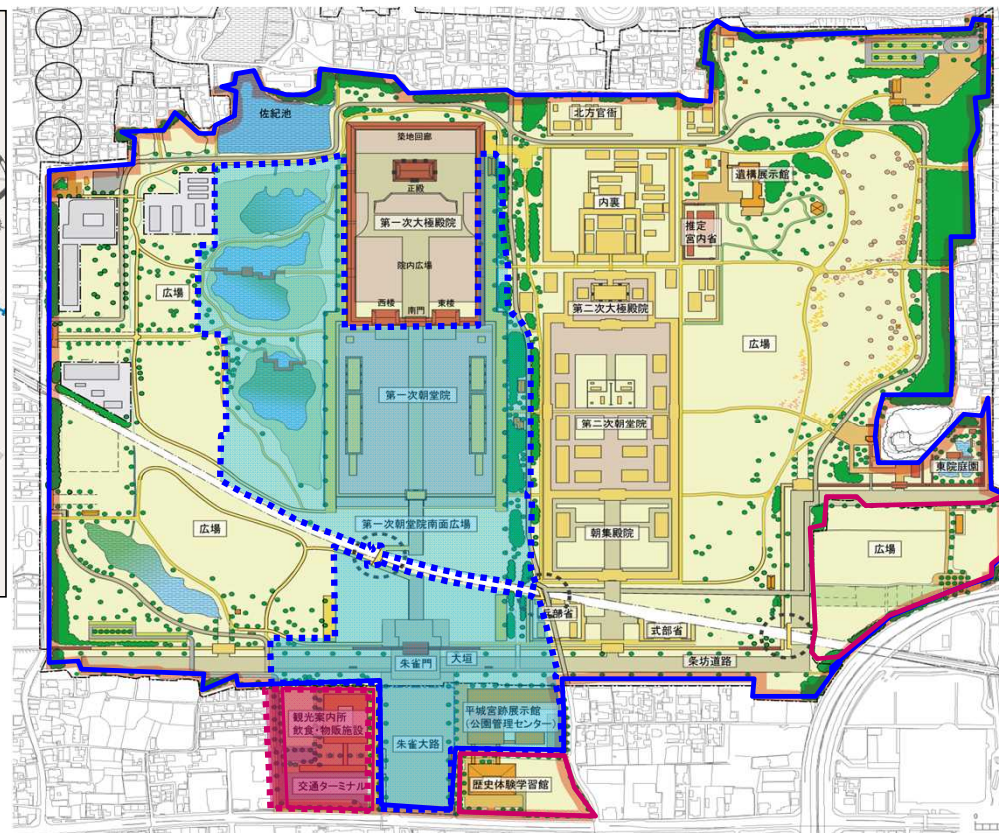 佐紀池
北方官衙
築地回廊
正殿
遺構展示館
内裏
第一次大極殿院
推定
宮内省
院内広場
広場
西楼
南門
東楼
第二次大極殿院
広場
第一次朝堂院
第二次朝堂院
東院庭園
第一次朝堂院南面広場
広場
朝集殿院
広場
兵部省
式部省
朱雀門
大垣
条坊道路
観光案内所
飲食・物販施設
平城宮跡展示館
(公園管理センター)
朱雀大路
交通ターミナル
歴史体験学習館